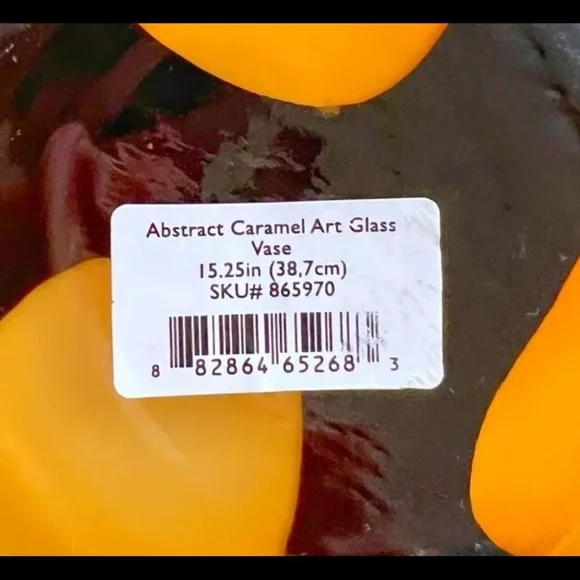 Abstract Caramel Art Glass
Vase
15.25in (38,7cm)
SKU# 865970
8 82864 65268 3